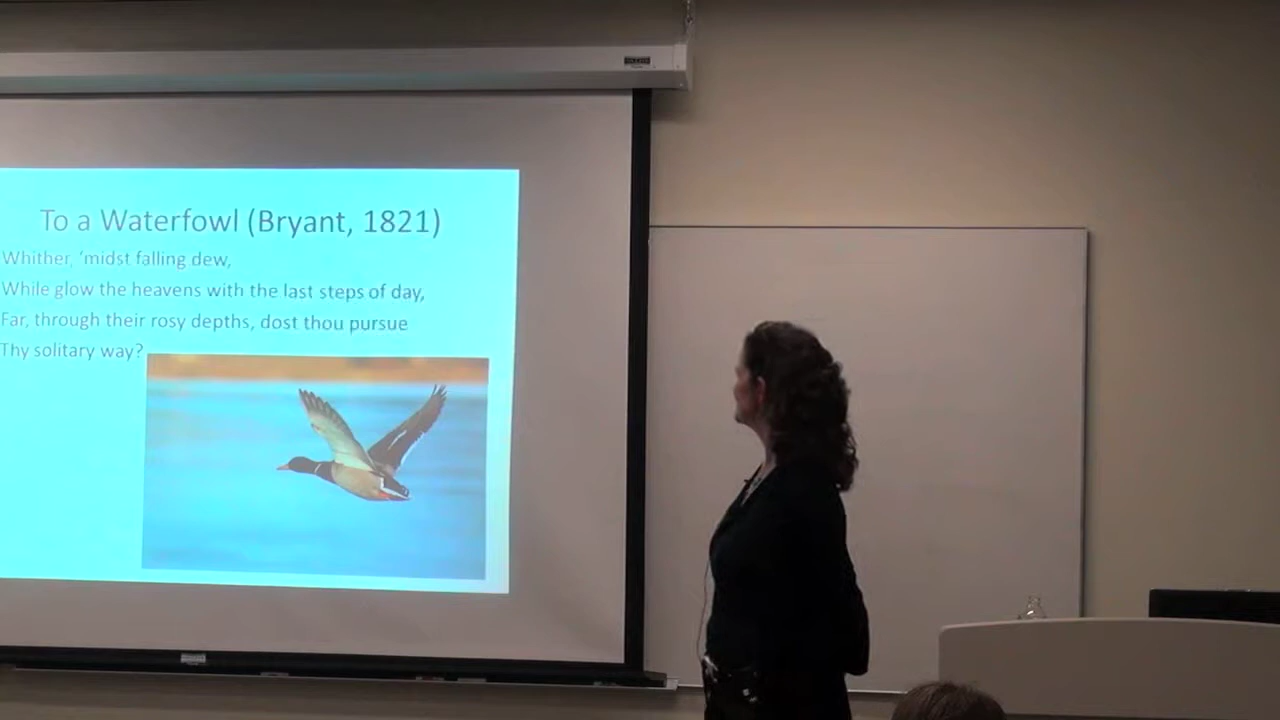 To a Waterfowl (Bryant, 1821)
Whither, ‘midst falling dew,
While glow the heavens with the last steps of day,
Far, through their rosy depths, dost thou pursue
Thy solitary way?